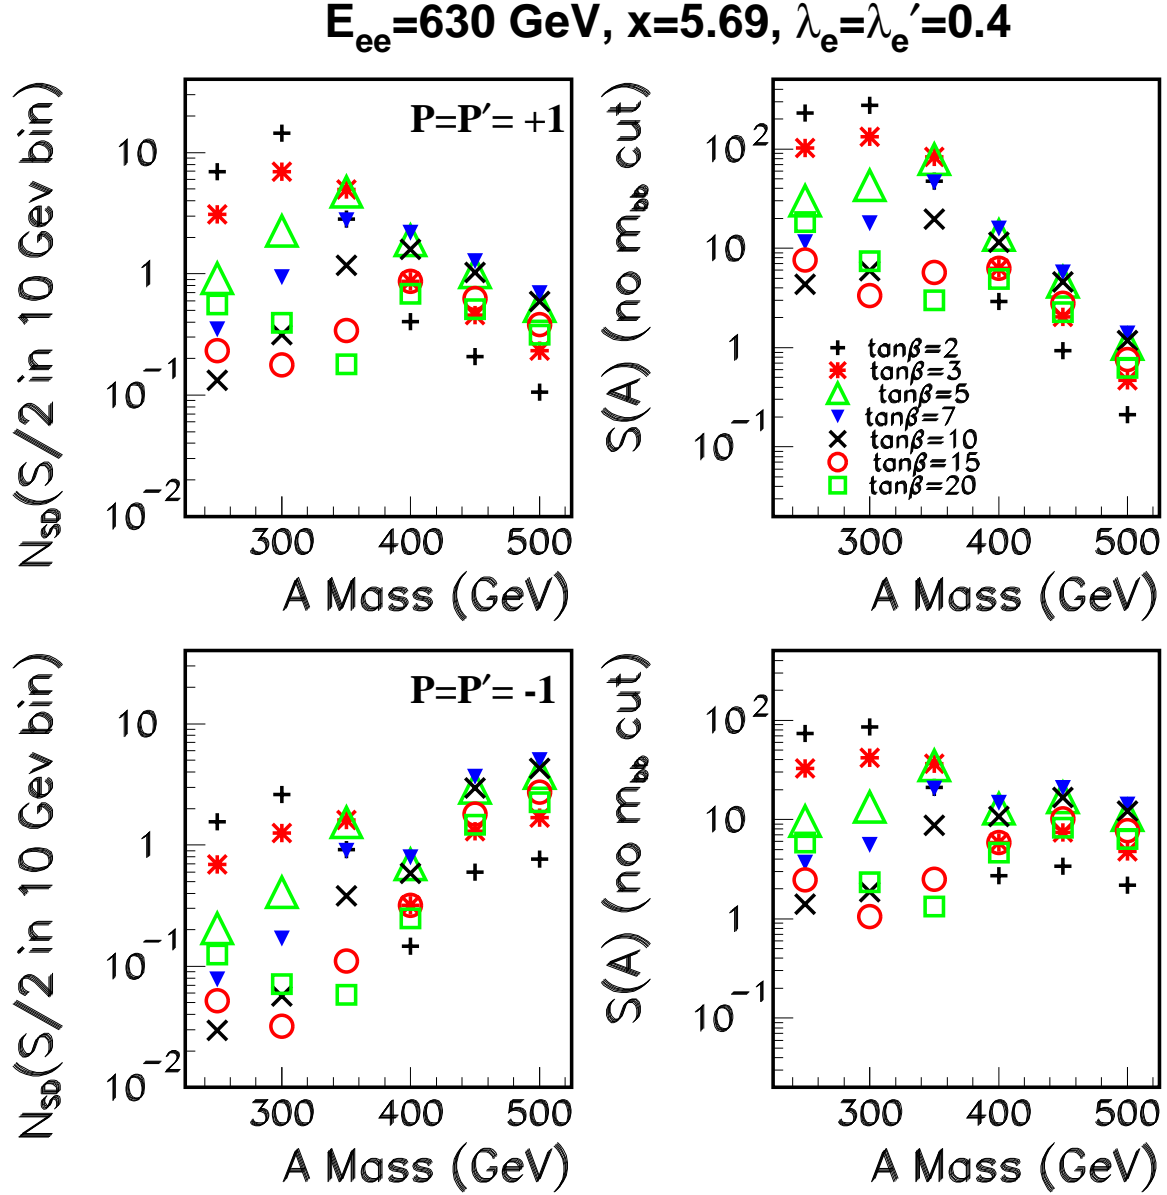 E_ee=630 GeV, x=5.69, λ_e=λ_e′=0.4
N_SD(S/2 in 10 Gev bin)
P=P′= +1
10
1
10^-1
10^-2
300 400 500
A Mass (GeV)
S(A) (no m_bb cut)
10^2
10
1
10^-1
tanβ=2
tanβ=3
tanβ=5
tanβ=7
tanβ=10
tanβ=15
tanβ=20
300 400 500
A Mass (GeV)
N_SD(S/2 in 10 Gev bin)
P=P′= -1
10
1
10^-1
10^-2
300 400 500
A Mass (GeV)
S(A) (no m_bb cut)
10^2
10
1
10^-1
300 400 500
A Mass (GeV)